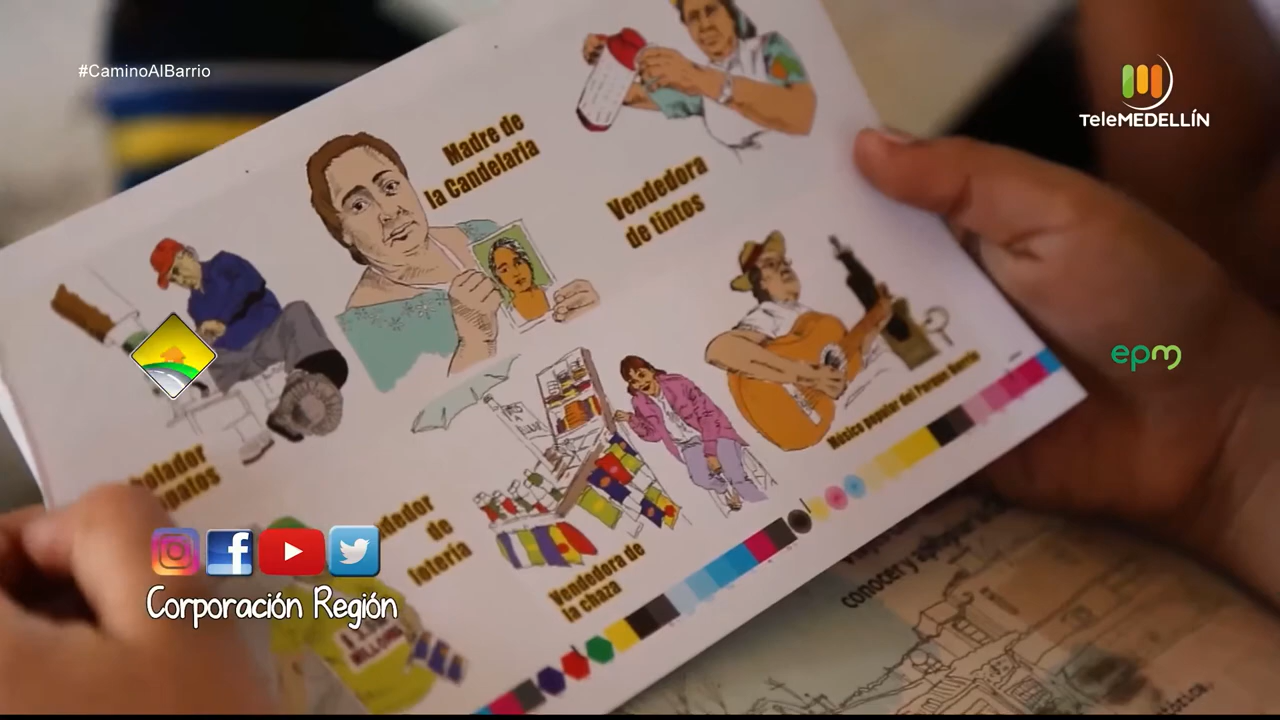 #CaminoAlBarrio
TeleMEDELLÍN
Madre de
la Candelaria
Vendedora
de tintos
epm
Músico popular del Parque Berrío
de
lotería
Vendedora de
la chaza
conocer y
Corporación Región